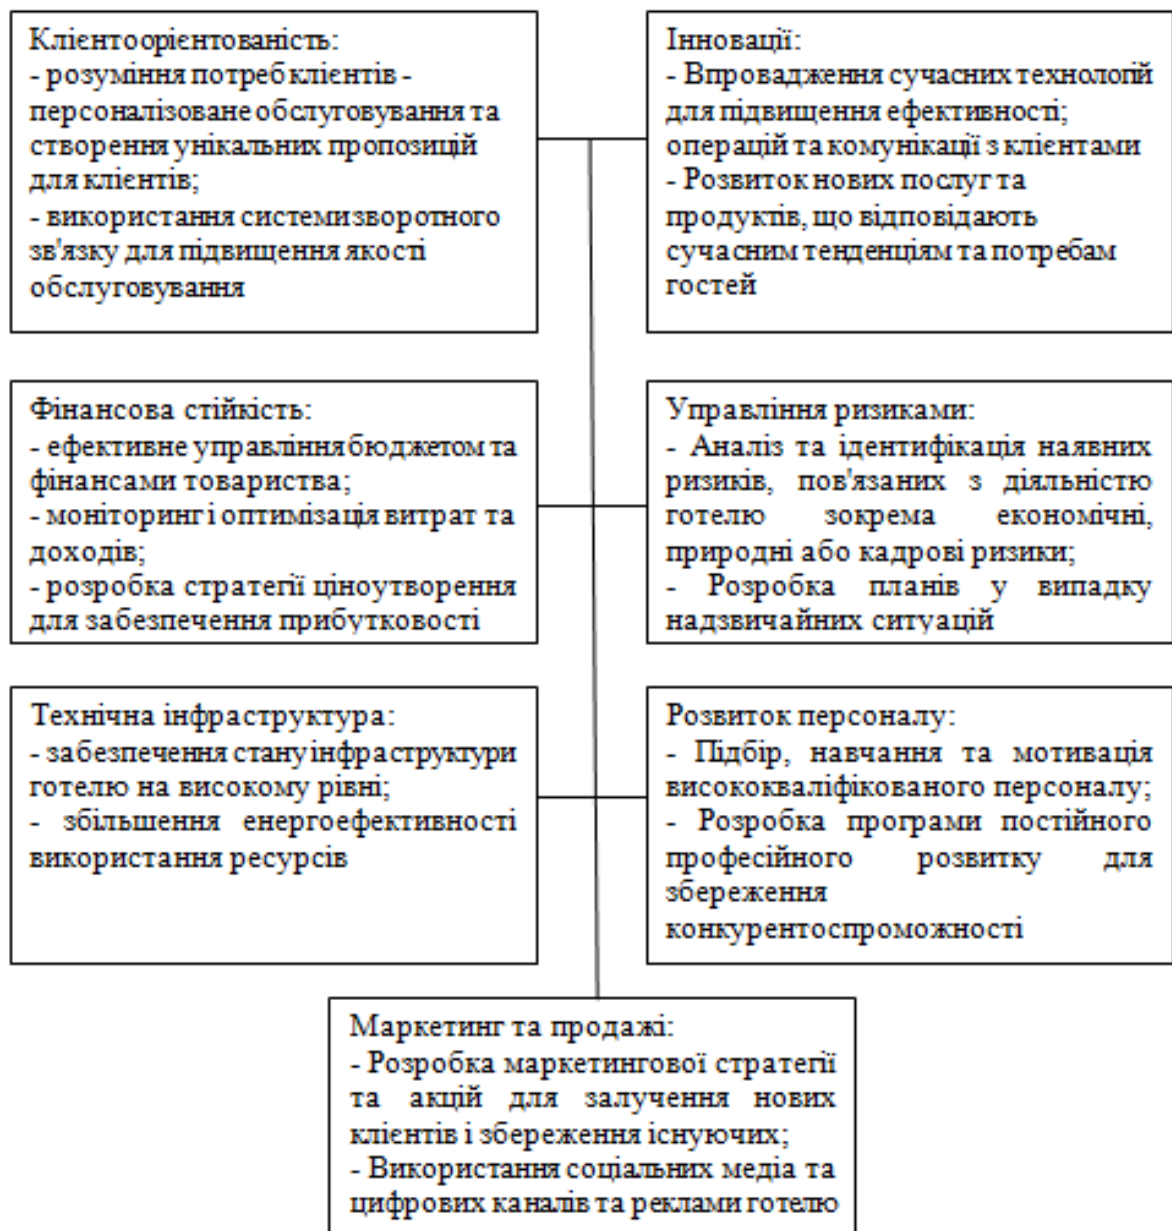 Клієнтоорієнтованість:
- розуміння потреб клієнтів -
персоналізоване обслуговування та
створення унікальних пропозицій
для клієнтів;
- використання системи зворотного
зв'язку для підвищення якості
обслуговування
Інновації:
- Впровадження сучасних технологій
для підвищення ефективності;
операцій та комунікації з клієнтами
- Розвиток нових послуг та
продуктів, що відповідають
сучасним тенденціям та потребам
гостей
Фінансова стійкість:
- ефективне управління бюджетом та
фінансами товариства;
- моніторинг і оптимізація витрат та
доходів;
- розробка стратегії ціноутворення
для забезпечення прибутковості
Управління ризиками:
- Аналіз та ідентифікація наявних
ризиків, пов'язаних з діяльністю
готелю зокрема економічні,
природні або кадрові ризики;
- Розробка планів у випадку
надзвичайних ситуацій
Технічна інфраструктура:
- забезпечення стану інфраструктури
готелю на високому рівні;
- збільшення енергоефективності
використання ресурсів
Розвиток персоналу:
- Підбір, навчання та мотивація
висококваліфікованого персоналу;
- Розробка програми постійного
професійного розвитку для
збереження
конкурентоспроможності
Маркетинг та продажі:
- Розробка маркетингової стратегії
та акцій для залучення нових
клієнтів і збереження існуючих;
- Використання соціальних медіа та
цифрових каналів та реклами готелю